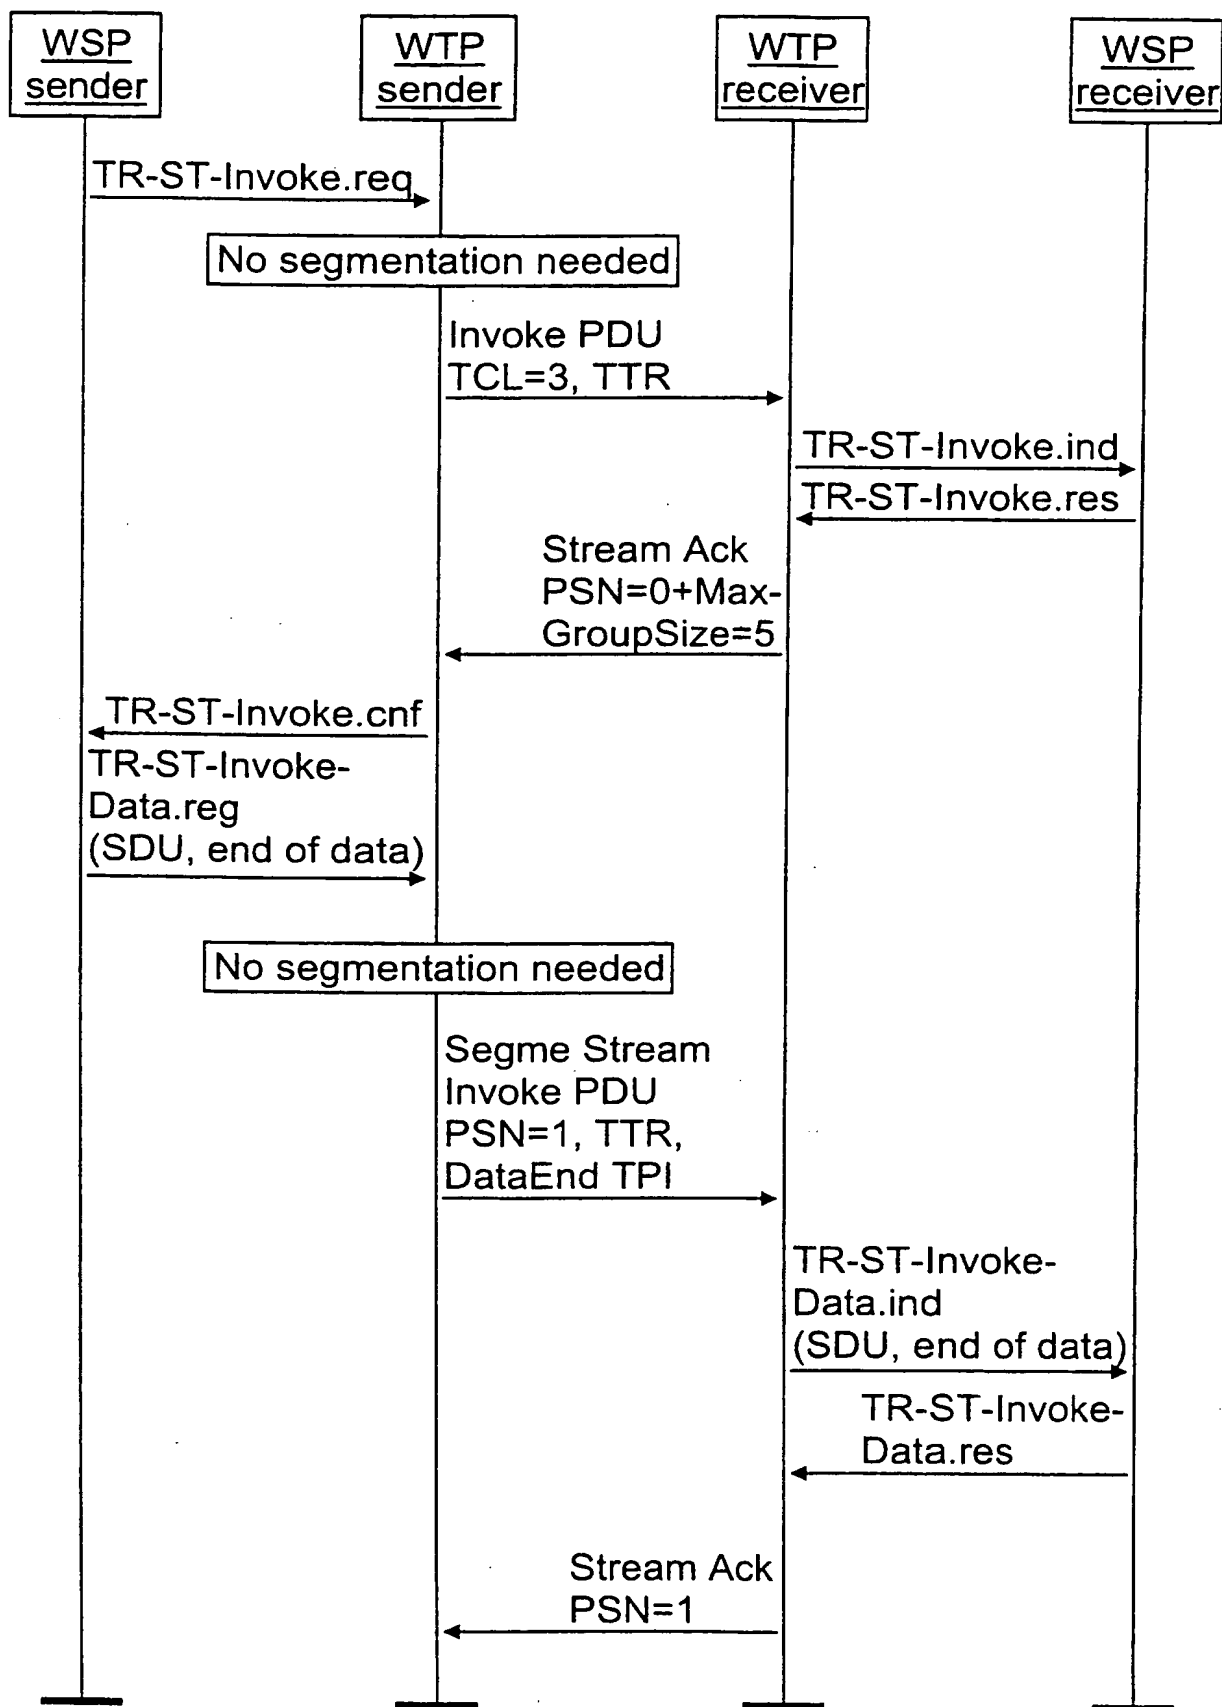 WSP
sender
WTP
sender
WTP
receiver
WSP
receiver
TR-ST-Invoke.req
No segmentation needed
Invoke PDU
TCL=3, TTR
TR-ST-Invoke.ind
TR-ST-Invoke.res
Stream Ack
PSN=0+Max-
GroupSize=5
TR-ST-Invoke.cnf
TR-ST-Invoke-
Data.reg
(SDU, end of data)
No segmentation needed
Segme Stream
Invoke PDU
PSN=1, TTR,
DataEnd TPI
TR-ST-Invoke-
Data.ind
(SDU, end of data)
TR-ST-Invoke-
Data.res
Stream Ack
PSN=1